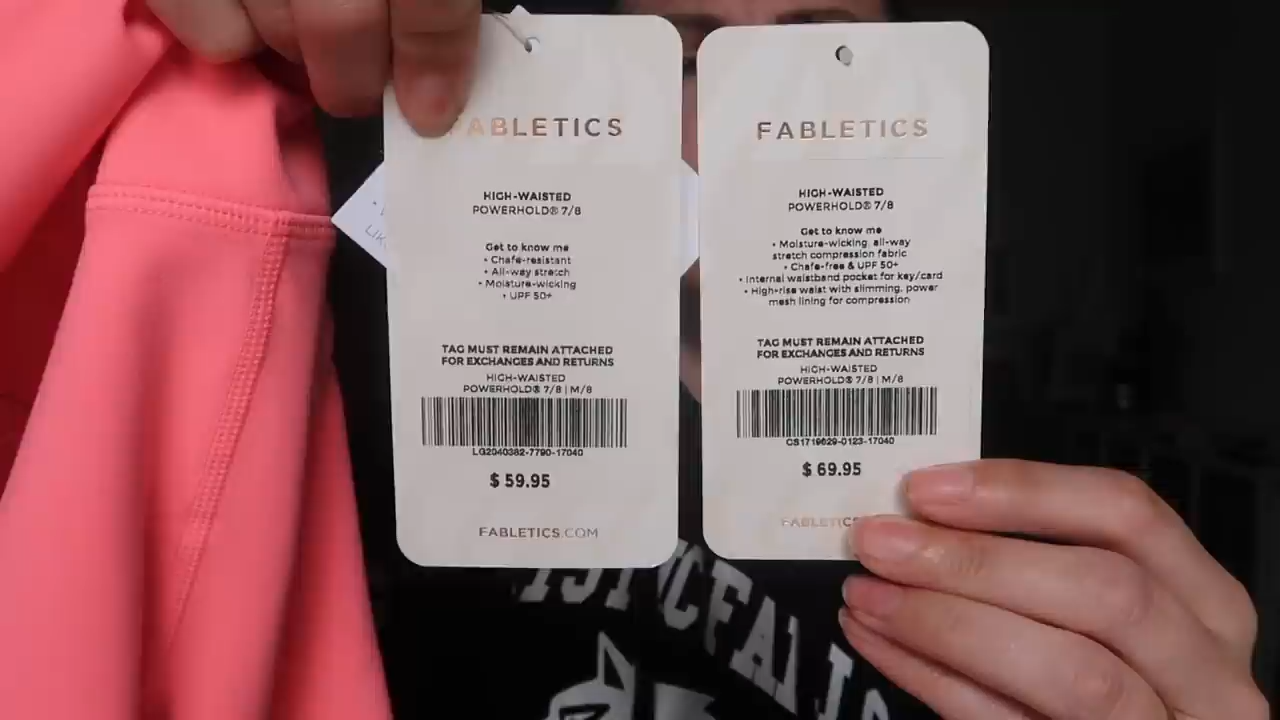 FABLETICS
HIGH-WAISTED
POWERHOLD® 7/8
Get to know me
• Chafe-resistant
• All-way stretch
• Moisture-wicking
• UPF 50+
TAG MUST REMAIN ATTACHED
FOR EXCHANGES AND RETURNS
HIGH-WAISTED
POWERHOLD® 7/8 | M/8
LG2040382-7790-17040
$ 59.95
FABLETICS.COM
FABLETICS
HIGH-WAISTED
POWERHOLD® 7/8
Get to know me
• Moisture-wicking, all-way
stretch compression fabric
• Chafe-free & UPF 50+
• Internal waistband pocket for key/card
• High-rise waist with slimming, power
mesh lining for compression
TAG MUST REMAIN ATTACHED
FOR EXCHANGES AND RETURNS
HIGH-WAISTED
POWERHOLD® 7/8 | M/8
CS1719629-0123-17040
$ 69.95
FABLETICS